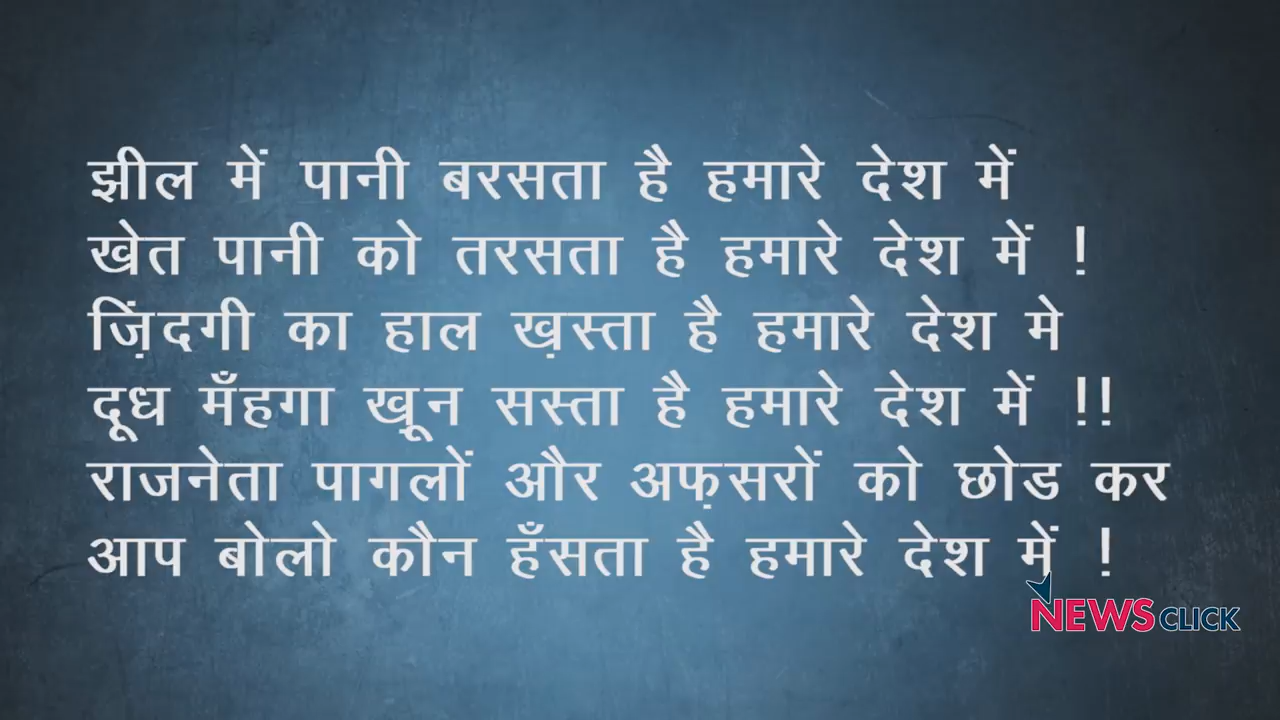 झील में पानी बरसता है हमारे देश में
खेत पानी को तरसता है हमारे देश में !
ज़िंदगी का हाल ख़स्ता है हमारे देश मे
दूध मँहगा ख़ून सस्ता है हमारे देश में !!
राजनेता पागलों और अफ़सरों को छोड कर
आप बोलो कौन हँसता है हमारे देश में !
NEWSCLICK